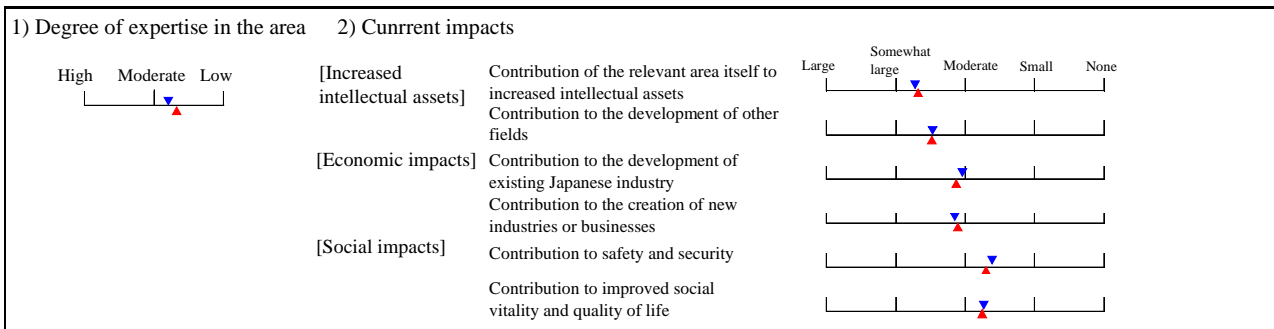 1) Degree of expertise in the area 2) Cunrrent impacts
High Moderate Low
[Increased
intellectual assets]
Contribution of the relevant area itself to
increased intellectual assets
Large Somewhat
large Moderate Small None
Contribution to the development of other
fields
[Economic impacts]
Contribution to the development of
existing Japanese industry
Contribution to the creation of new
industries or businesses
[Social impacts]
Contribution to safety and security
Contribution to improved social
vitality and quality of life